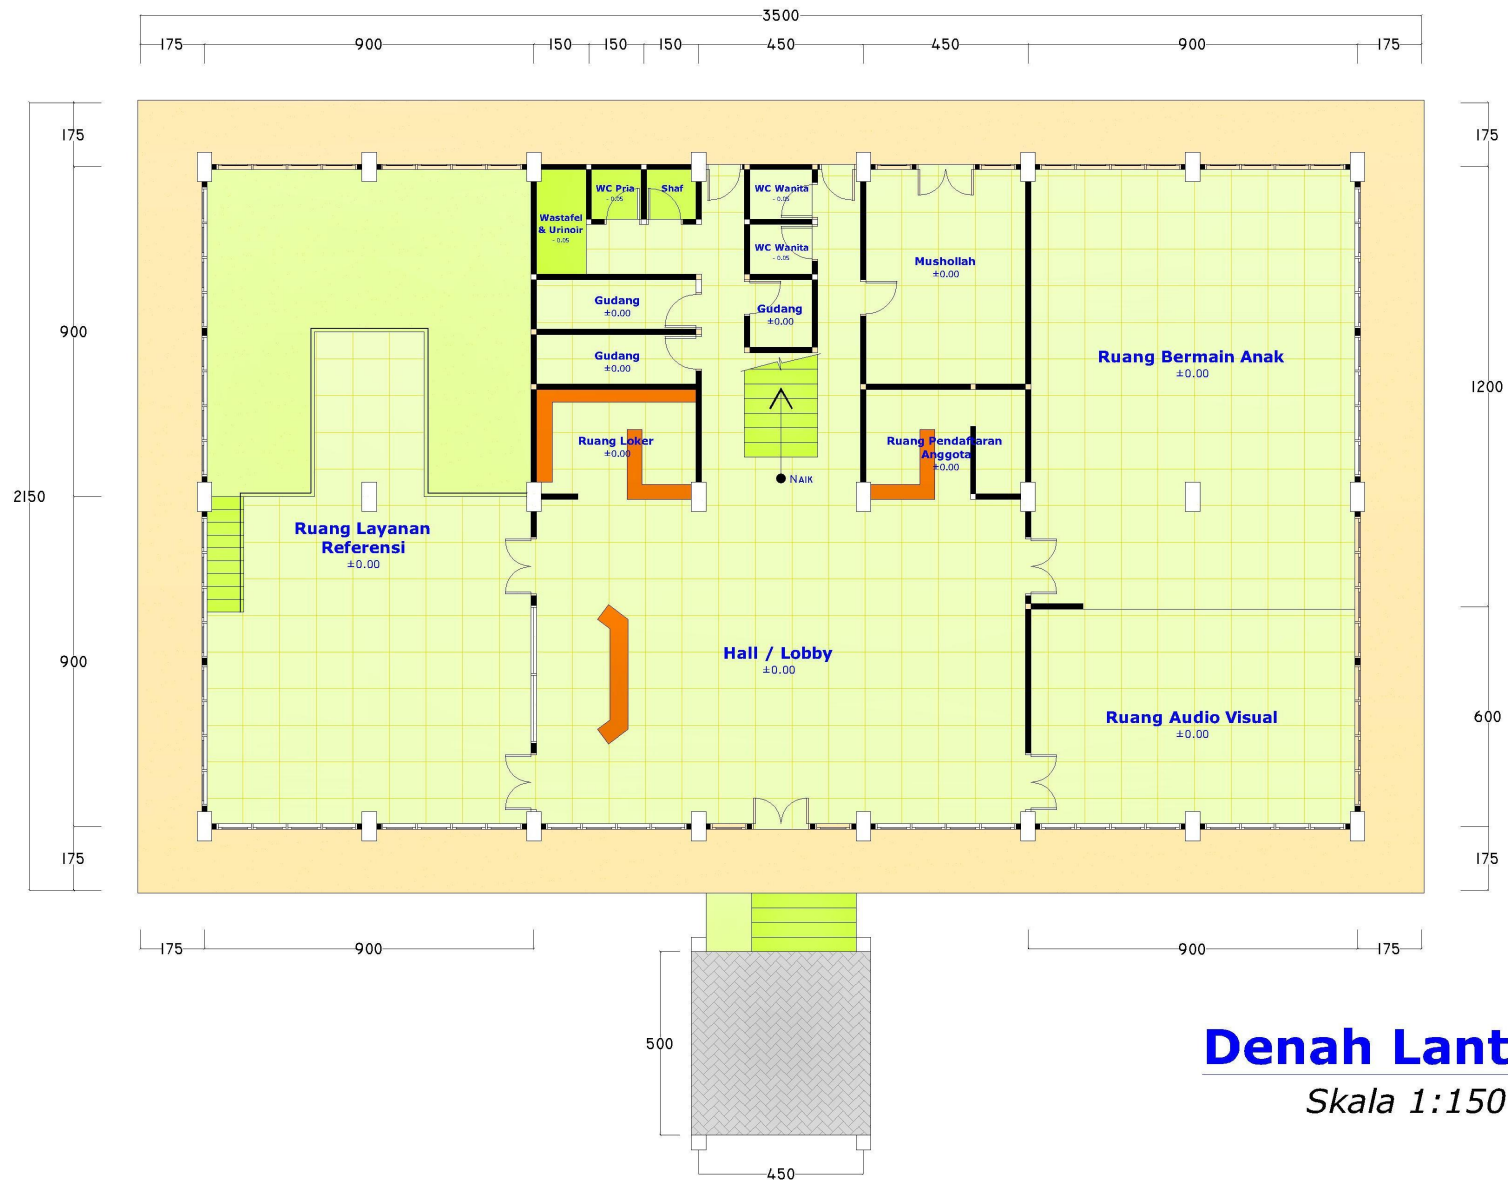 3500
175 900 150 150 150 450 450 900 175
175
175
WC Pria
- 0.05
Shaf
WC Wanita
- 0.05
Wastafel
& Urinoir
- 0.05
WC Wanita
- 0.05
Mushollah
±0.00
Gudang
±0.00
Gudang
±0.00
900
Gudang
±0.00
Ruang Bermain Anak
±0.00
1200
Ruang Loker
±0.00
Ruang Pendaftaran
Anggota
±0.00
NAIK
2150
Ruang Layanan
Referensi
±0.00
900
Hall / Lobby
±0.00
600
Ruang Audio Visual
±0.00
175
175
175 900 900 175
500
450
Denah Lant
Skala 1:150